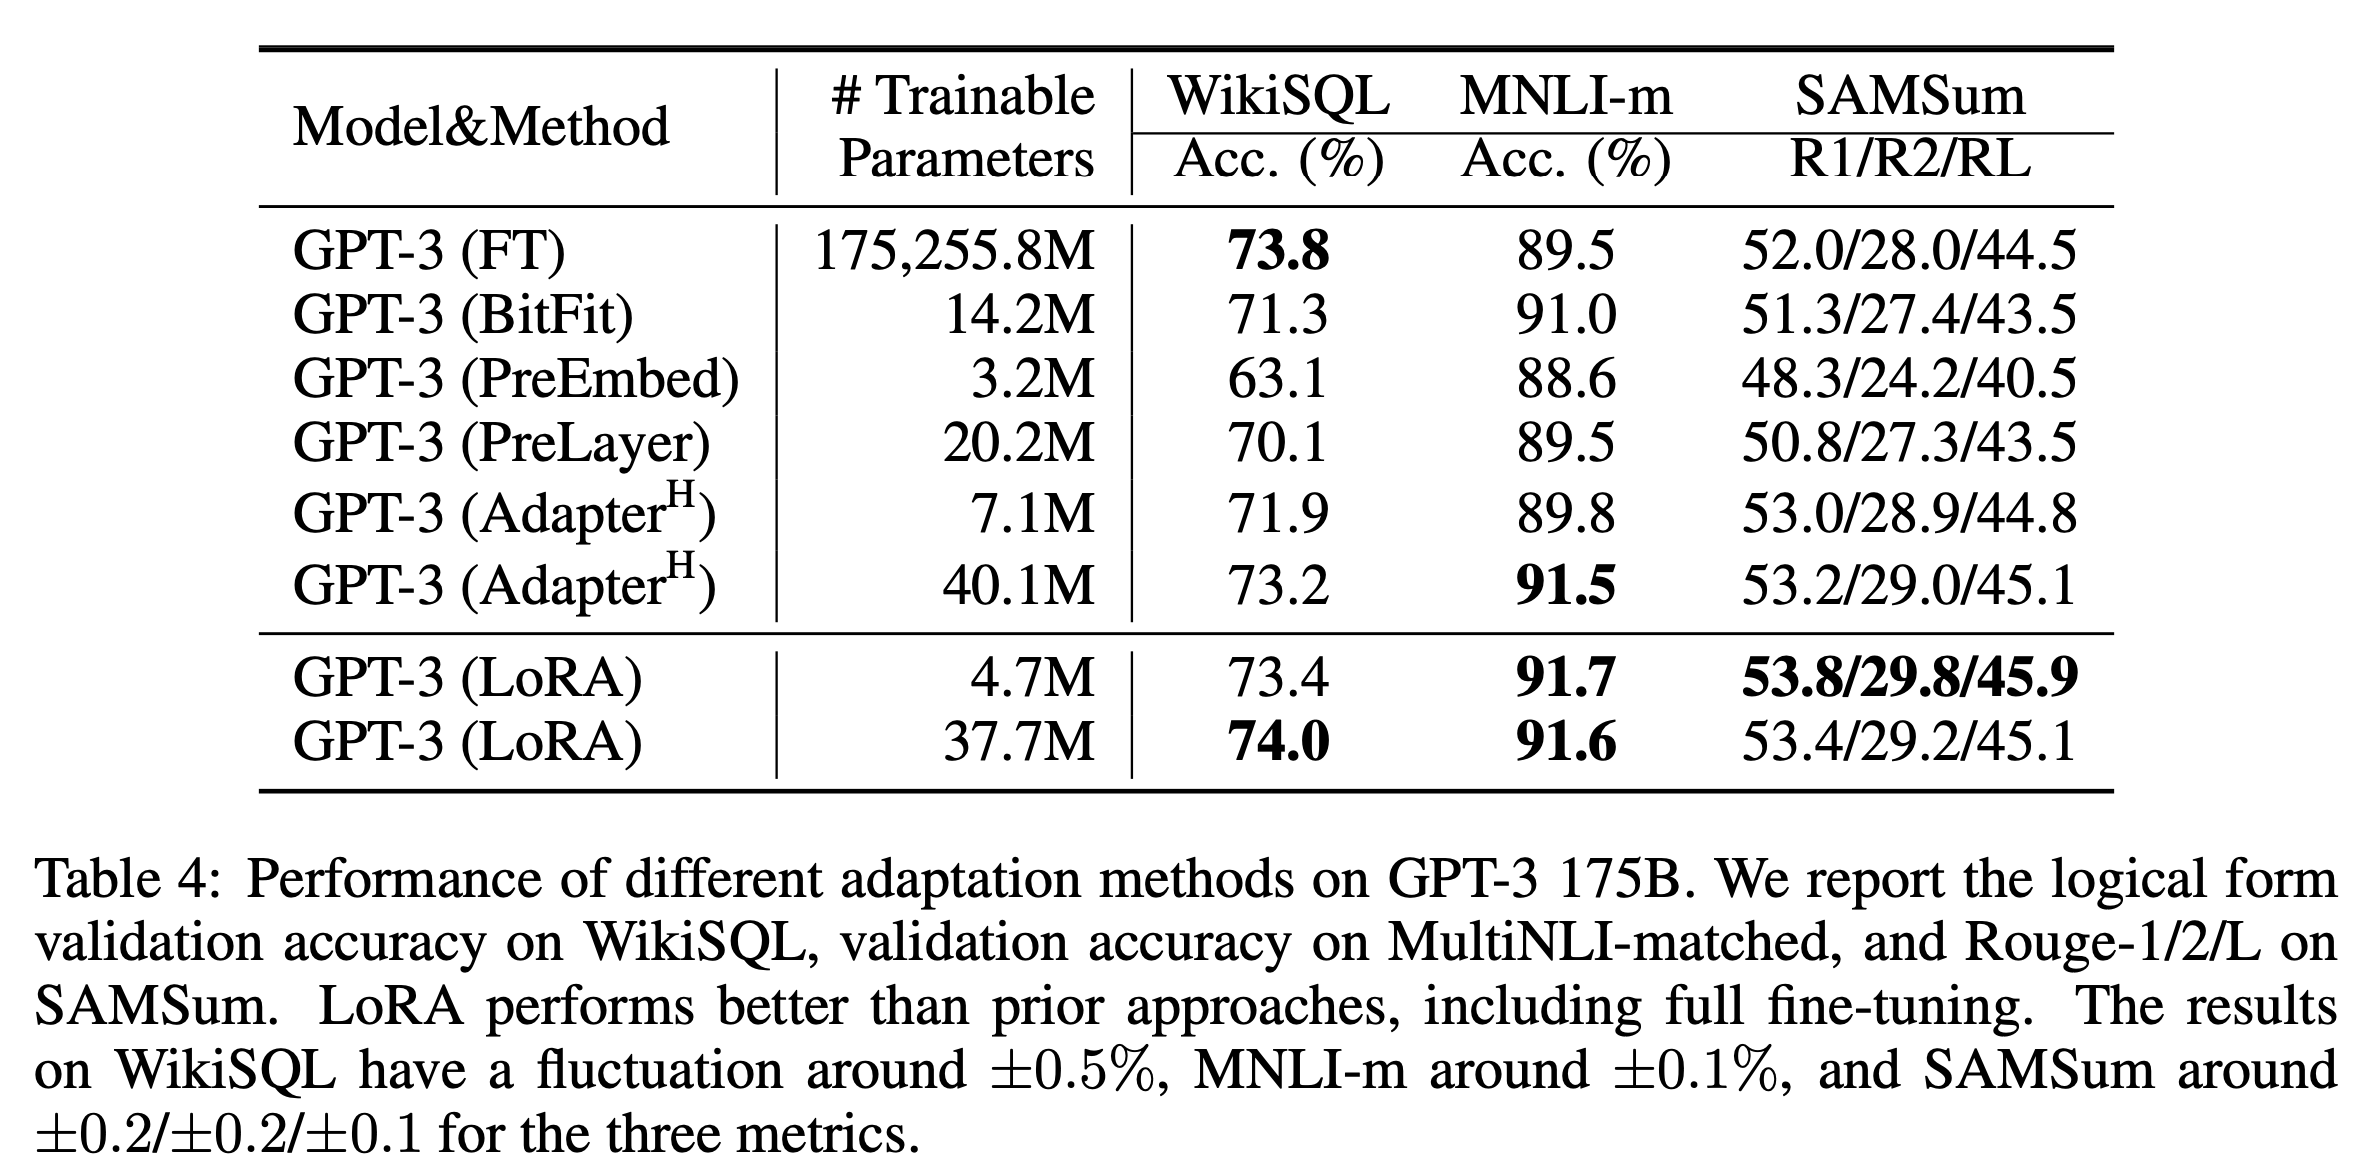 Model&Method # Trainable Parameters WikiSQL MNLI-m SAMSum
Acc. (%) Acc. (%) R1/R2/RL
GPT-3 (FT) 175,255.8M 73.8 89.5 52.0/28.0/44.5
GPT-3 (BitFit) 14.2M 71.3 91.0 51.3/27.4/43.5
GPT-3 (PreEmbed) 3.2M 63.1 88.6 48.3/24.2/40.5
GPT-3 (PreLayer) 20.2M 70.1 89.5 50.8/27.3/43.5
GPT-3 (Adapterᴴ) 7.1M 71.9 89.8 53.0/28.9/44.8
GPT-3 (Adapterᴴ) 40.1M 73.2 91.5 53.2/29.0/45.1
GPT-3 (LoRA) 4.7M 73.4 91.7 53.8/29.8/45.9
GPT-3 (LoRA) 37.7M 74.0 91.6 53.4/29.2/45.1
Table 4: Performance of different adaptation methods on GPT-3 175B. We report the logical form
validation accuracy on WikiSQL, validation accuracy on MultiNLI-matched, and Rouge-1/2/L on
SAMSum. LoRA performs better than prior approaches, including full fine-tuning. The results
on WikiSQL have a fluctuation around ±0.5%, MNLI-m around ±0.1%, and SAMSum around
±0.2/±0.2/±0.1 for the three metrics.